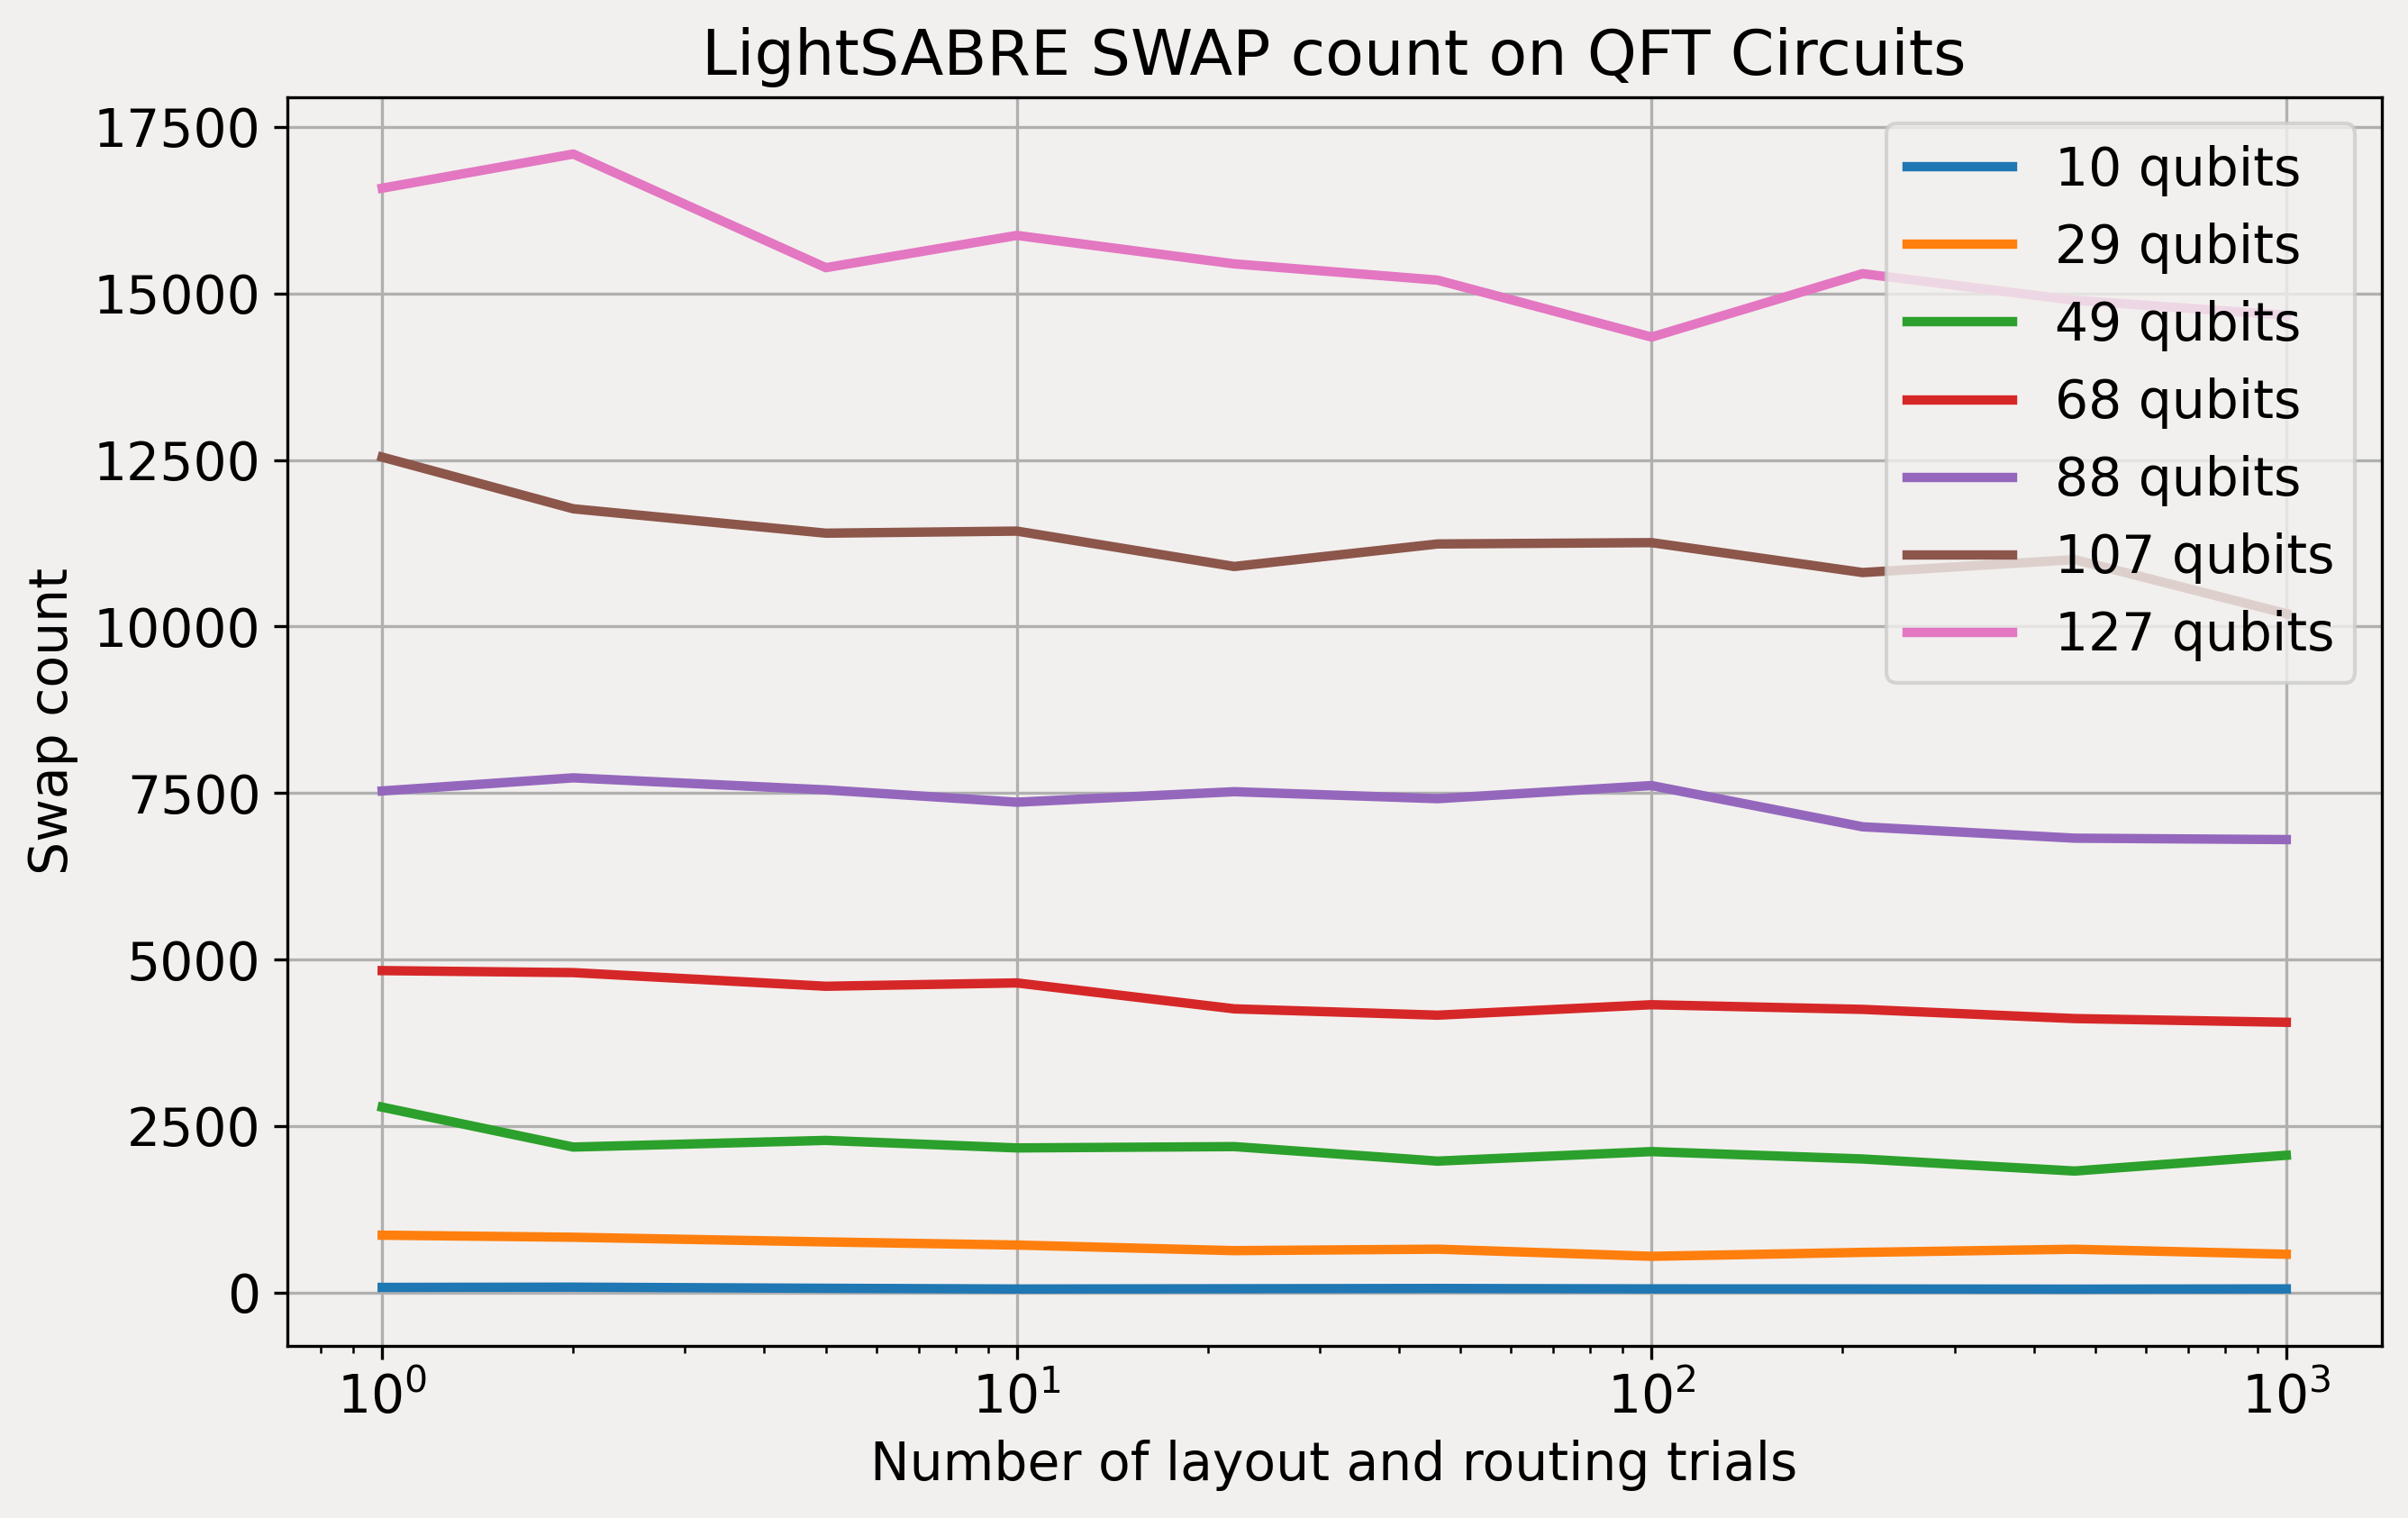 LightSABRE SWAP count on QFT Circuits
17500
15000
12500
10000
7500
5000
2500
0
Swap count
10 qubits
29 qubits
49 qubits
68 qubits
88 qubits
107 qubits
127 qubits
10⁰ 10¹ 10² 10³
Number of layout and routing trials